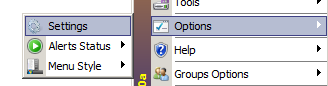 Tools
Settings
Options
Alerts Status
Help
Menu Style
Groups Options